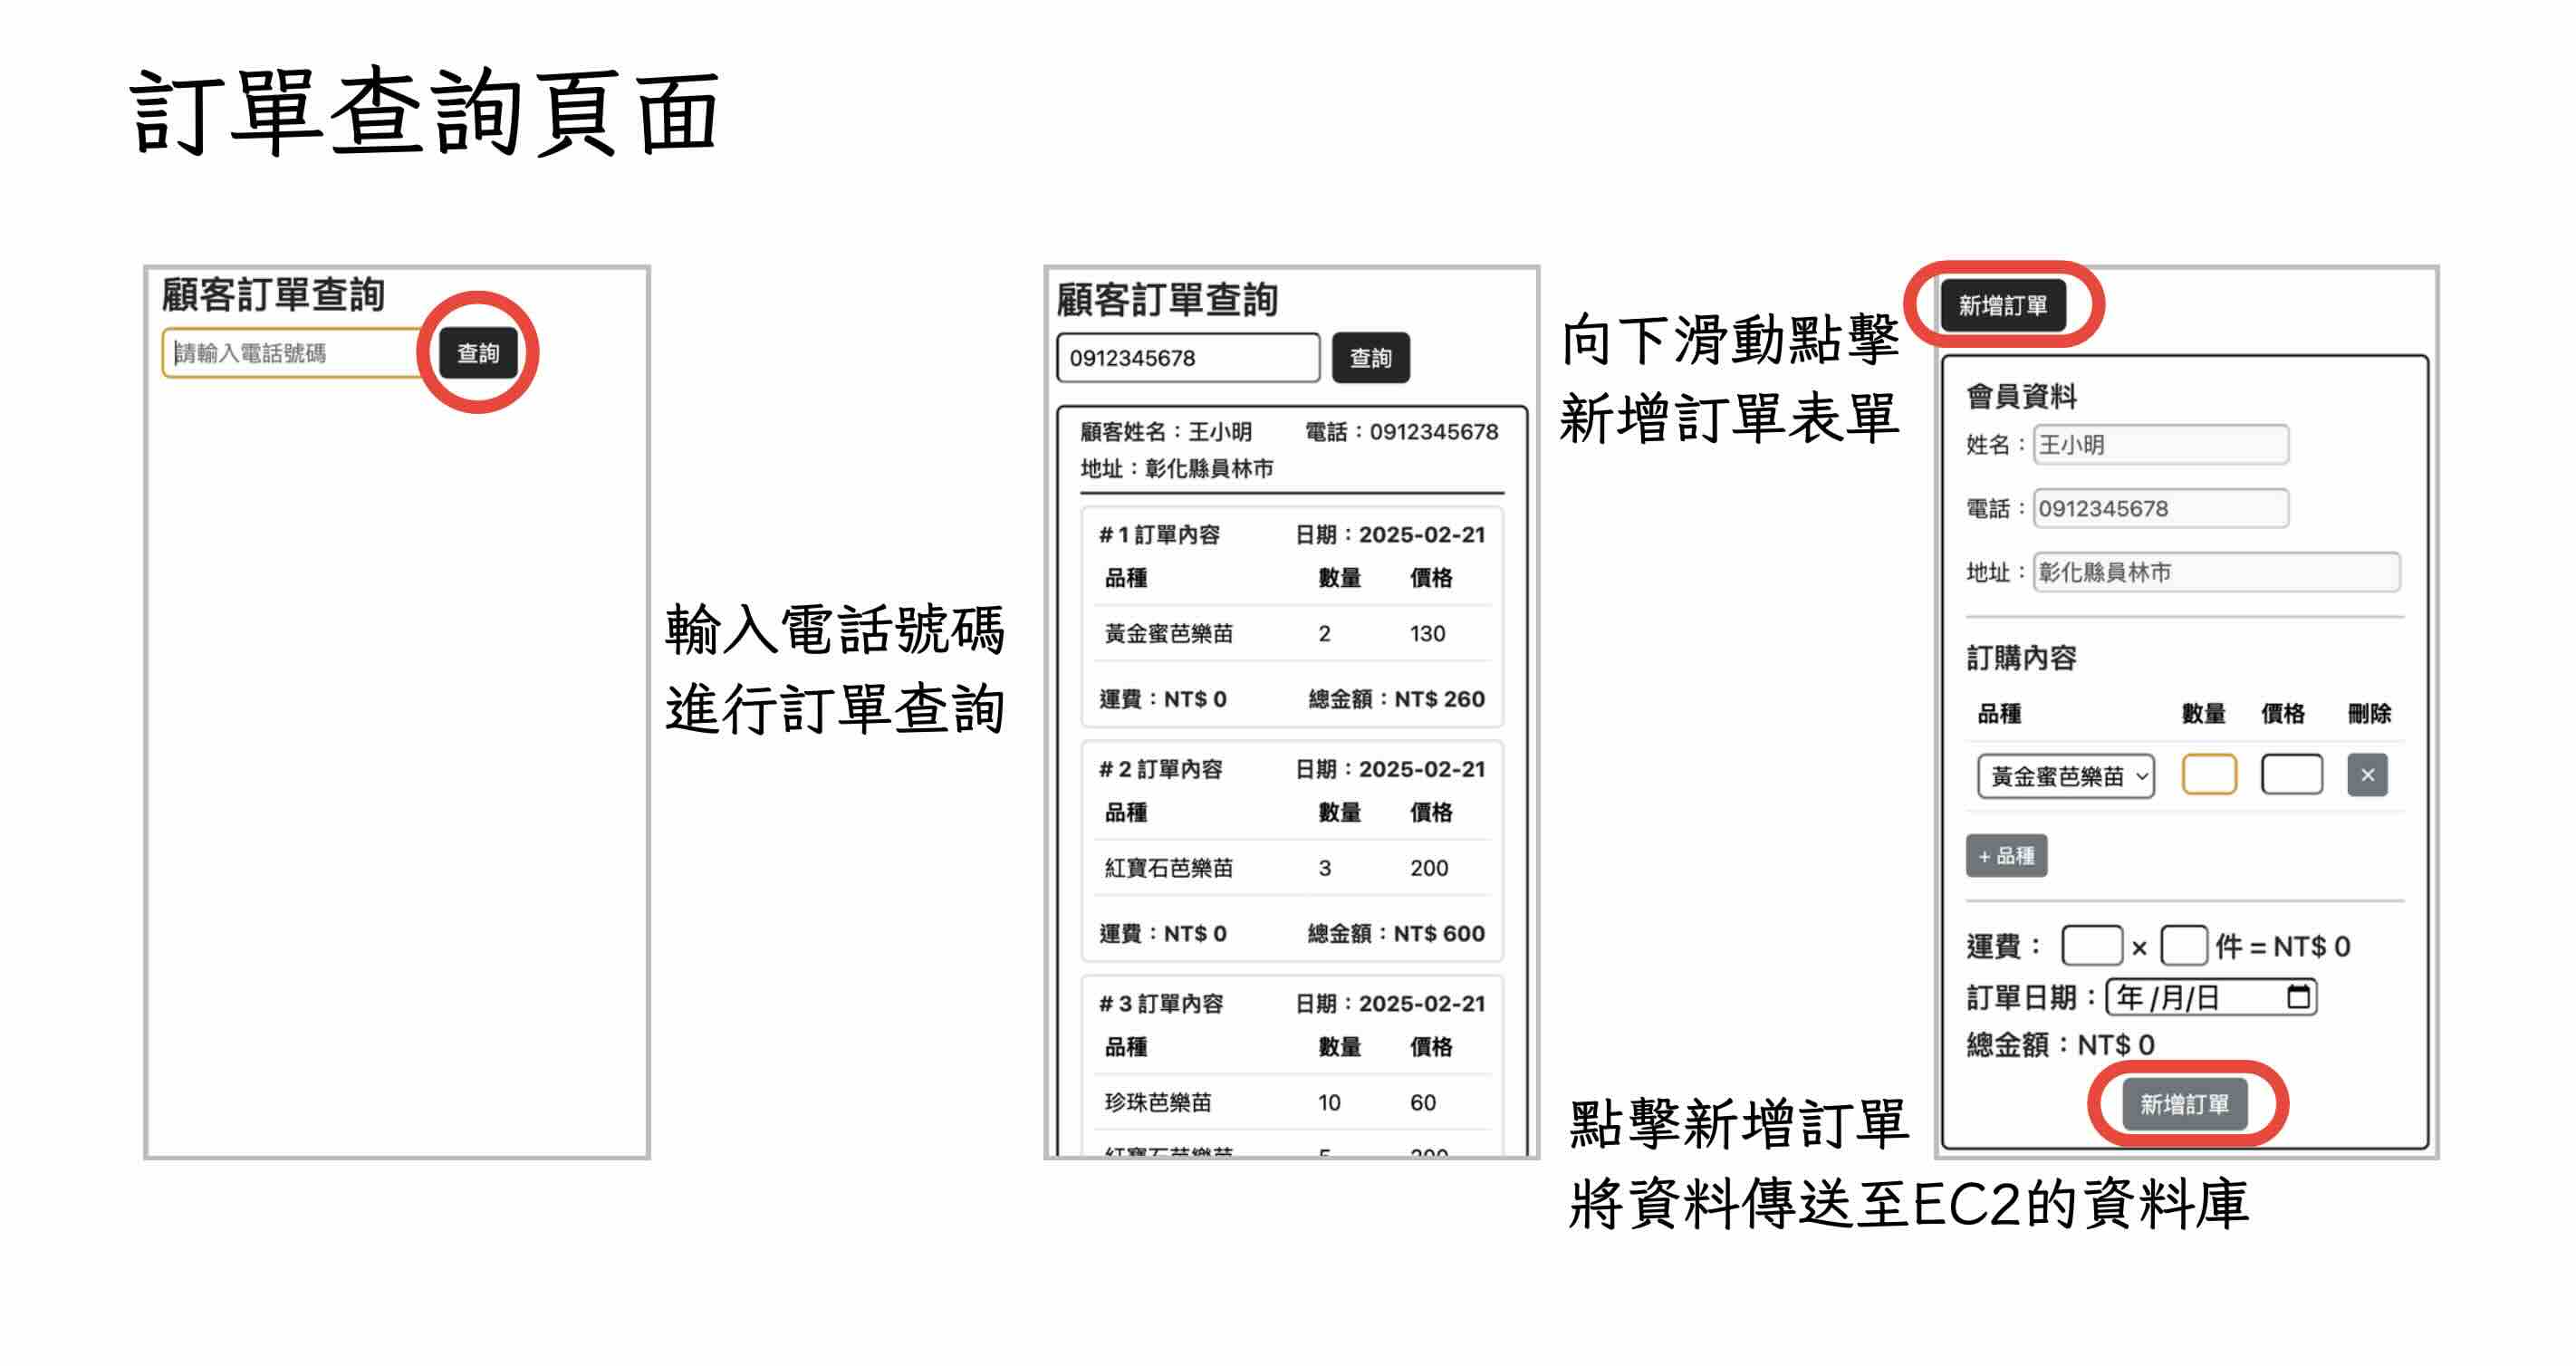 訂單查詢頁面
顧客訂單查詢
請輸入電話號碼 查詢
輸入電話號碼
進行訂單查詢
顧客訂單查詢
0912345678 查詢
顧客姓名：王小明 電話：0912345678
地址：彰化縣員林市
# 1 訂單內容 日期：2025-02-21
品種 數量 價格
黃金蜜芭樂苗 2 130
運費：NT$ 0 總金額：NT$ 260
# 2 訂單內容 日期：2025-02-21
品種 數量 價格
紅寶石芭樂苗 3 200
運費：NT$ 0 總金額：NT$ 600
# 3 訂單內容 日期：2025-02-21
品種 數量 價格
珍珠芭樂苗 10 60
紅寶石芭樂苗 5 200
向下滑動點擊
新增訂單表單
新增訂單
會員資料
姓名：王小明
電話：0912345678
地址：彰化縣員林市
訂購內容
品種 數量 價格 刪除
黃金蜜芭樂苗 ×
+ 品種
運費： × 件 = NT$ 0
訂單日期：年/月/日
總金額：NT$ 0
新增訂單
點擊新增訂單
將資料傳送至EC2的資料庫